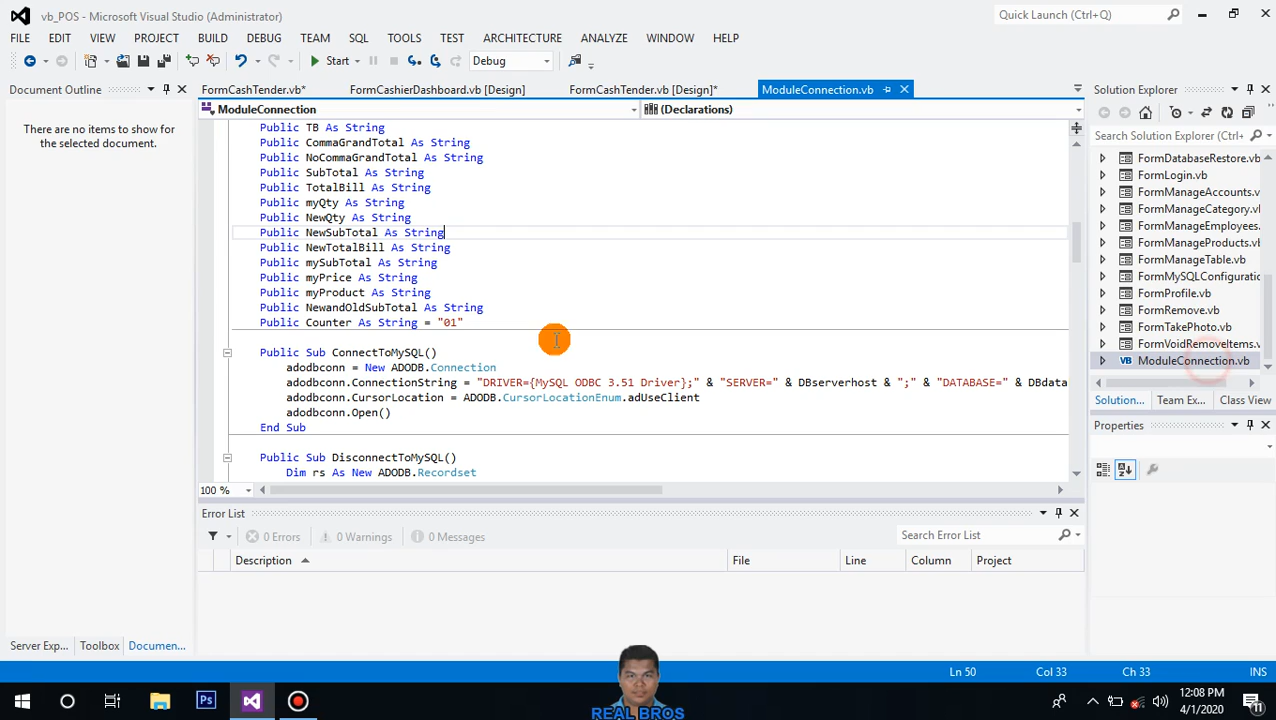 vb_POS - Microsoft Visual Studio (Administrator)
Quick Launch (Ctrl+Q)
FILE EDIT VIEW PROJECT BUILD DEBUG TEAM SQL TOOLS TEST ARCHITECTURE ANALYZE WINDOW HELP
Start Debug
Document Outline
FormCashTender.vb* FormCashierDashboard.vb [Design] FormCashTender.vb [Design]* ModuleConnection.vb
Solution Explorer
There are no items to show for
the selected document.
ModuleConnection (Declarations)
Search Solution Explorer (Ctrl+
Public TB As String
Public CommaGrandTotal As String
Public NoCommaGrandTotal As String
Public SubTotal As String
Public TotalBill As String
Public myQty As String
Public NewQty As String
Public NewSubTotal As String
Public NewTotalBill As String
Public mySubTotal As String
Public myPrice As String
Public myProduct As String
Public NewandOldSubTotal As String
Public Counter As String = "01"
Public Sub ConnectToMySQL()
adodbconn = New ADODB.Connection
adodbconn.ConnectionString = "DRIVER={MySQL ODBC 3.51 Driver};" & "SERVER=" & DBserverhost & ";" & "DATABASE=" & DBdata
adodbconn.CursorLocation = ADODB.CursorLocationEnum.adUseClient
adodbconn.Open()
End Sub
Public Sub DisconnectToMySQL()
Dim rs As New ADODB.Recordset
100 %
FormDatabaseRestore.vb
FormLogin.vb
FormManageAccounts.v
FormManageCategory.v
FormManageEmployees.
FormManageProducts.v
FormManageTable.vb
FormMySQLConfiguratio
FormProfile.vb
FormRemove.vb
FormTakePhoto.vb
FormVoidRemoveItems.v
VB ModuleConnection.vb
Solution... Team Ex... Class View
Properties
Error List
0 Errors 0 Warnings 0 Messages
Search Error List
Description File Line Column Project
Server Exp... Toolbox Documen...
Ln 50 Col 33 Ch 33 INS
Ps
12:08 PM
4/1/2020
11
REAL BROS